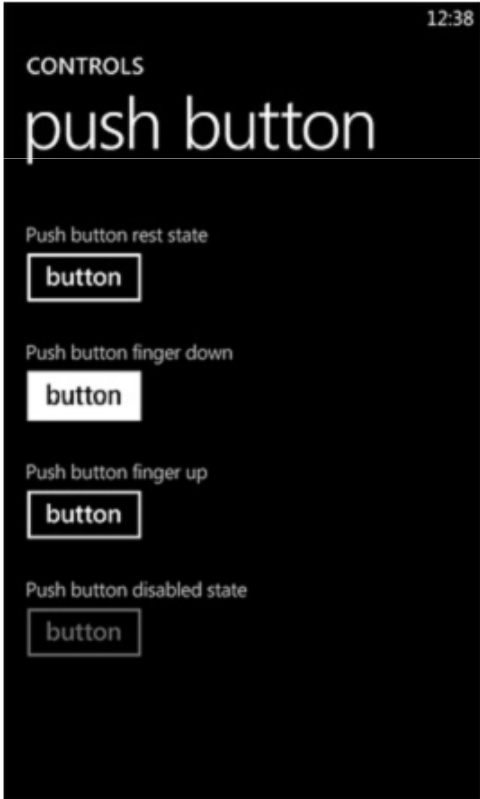 12:38
CONTROLS
push button
Push button rest state
button
Push button finger down
button
Push button finger up
button
Push button disabled state
button